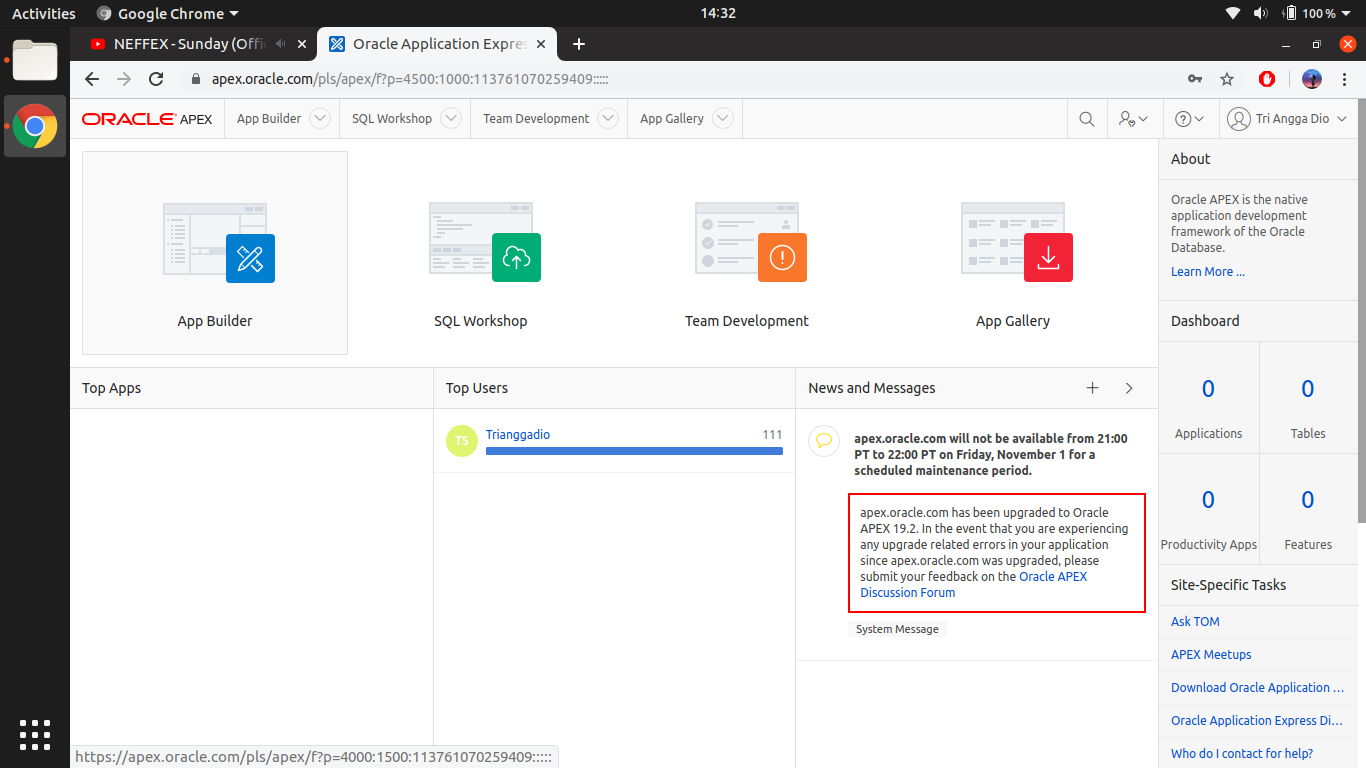 Activities Google Chrome 14:32 100 %
NEFFEX - Sunday (Offi
Oracle Application Expre
apex.oracle.com/pls/apex/f?p=4500:1000:113761070259409:::::
ORACLE APEX App Builder SQL Workshop Team Development App Gallery Tri Angga Dio
App Builder
SQL Workshop
Team Development
App Gallery
Top Apps
Top Users
TS Trianggadio 111
News and Messages
apex.oracle.com will not be available from 21:00
PT to 22:00 PT on Friday, November 1 for a
scheduled maintenance period.
apex.oracle.com has been upgraded to Oracle
APEX 19.2. In the event that you are experiencing
any upgrade related errors in your application
since apex.oracle.com was upgraded, please
submit your feedback on the Oracle APEX
Discussion Forum
System Message
About
Oracle APEX is the native
application development
framework of the Oracle
Database.
Learn More ...
Dashboard
0 0
Applications Tables
0 0
Productivity Apps Features
Site-Specific Tasks
Ask TOM
APEX Meetups
Download Oracle Application ...
Oracle Application Express Di...
Who do I contact for help?
https://apex.oracle.com/pls/apex/f?p=4000:1500:113761070259409:::::